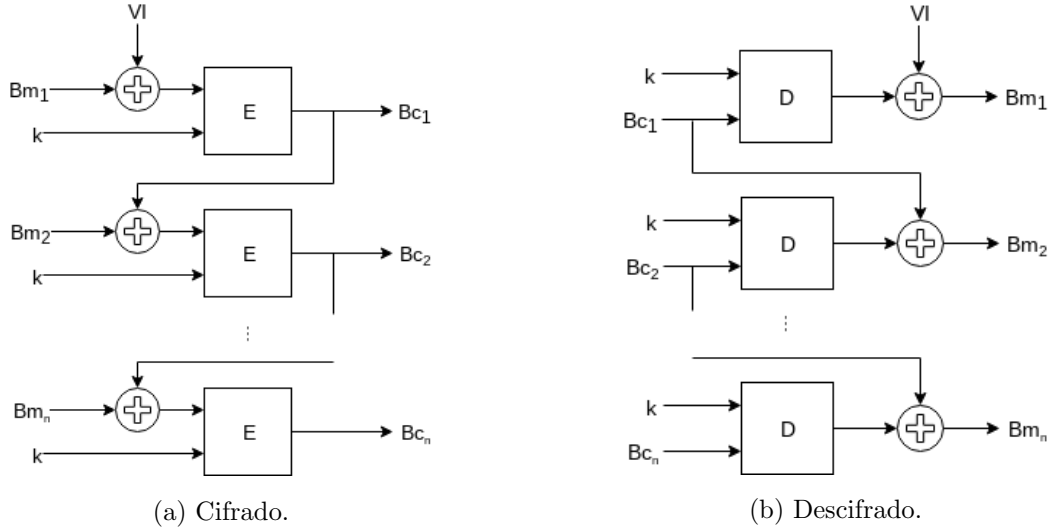 VI
Bm1
k
E
Bc1
Bm2
k
E
Bc2
Bmn
k
E
Bcn
(a) Cifrado.
VI
k
Bc1
D
Bm1
k
Bc2
D
Bm2
k
Bcn
D
Bmn
(b) Descifrado.